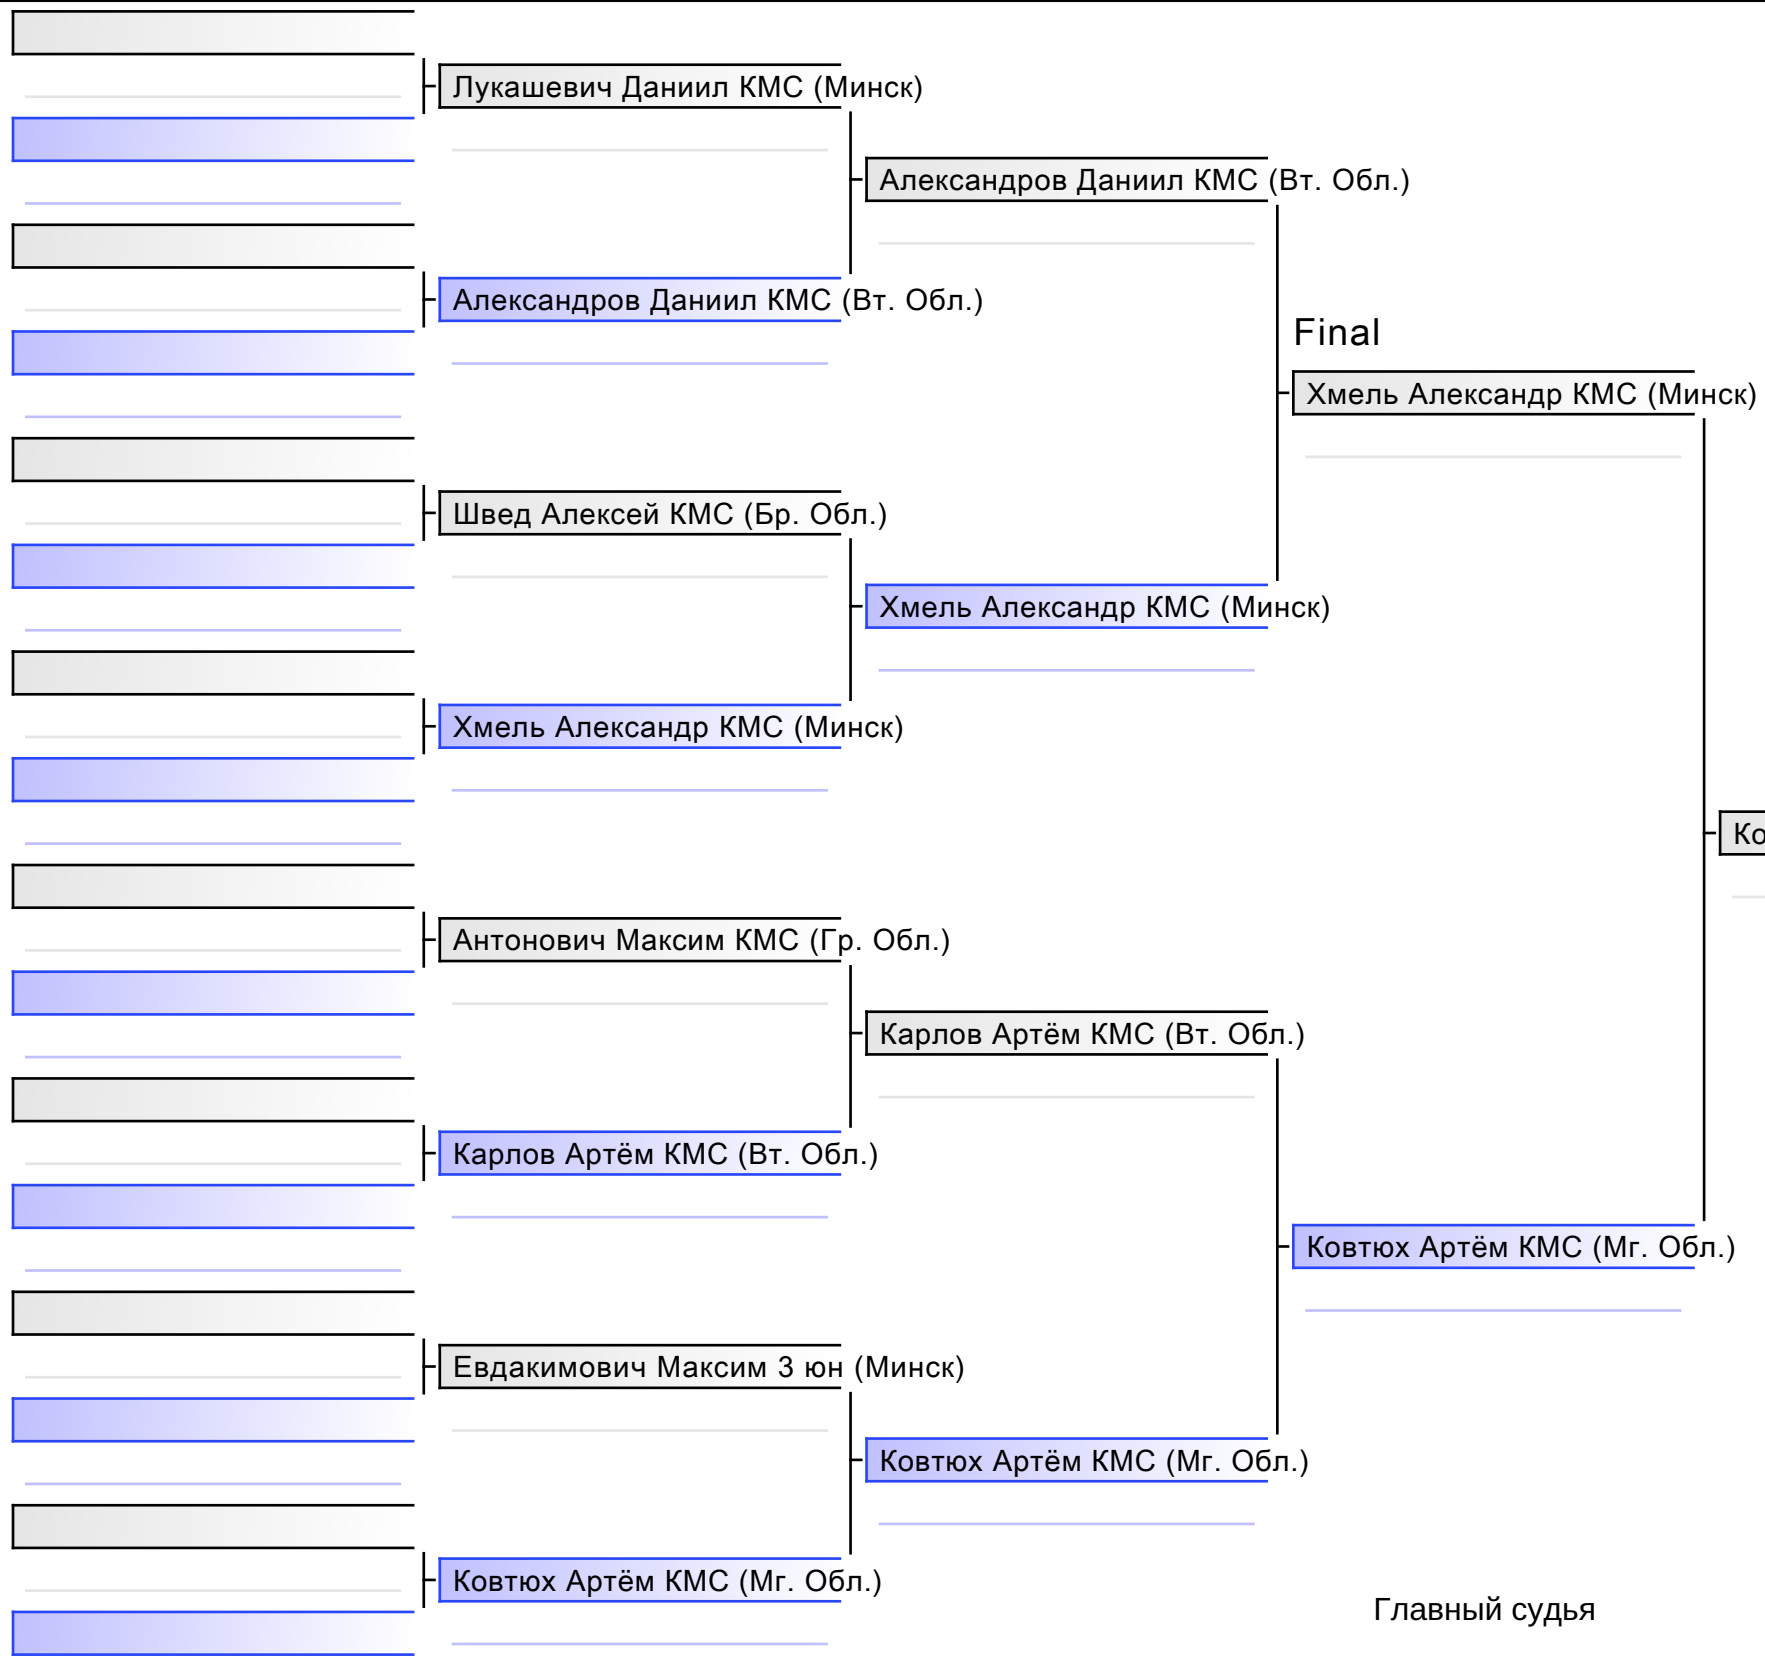 Лукашевич Даниил КМС (Минск)
Александров Даниил КМС (Вт. Обл.)
Александров Даниил КМС (Вт. Обл.)
Final
Хмель Александр КМС (Минск)
Швед Алексей КМС (Бр. Обл.)
Хмель Александр КМС (Минск)
Хмель Александр КМС (Минск)
Ко
Антонович Максим КМС (Гр. Обл.)
Карлов Артём КМС (Вт. Обл.)
Карлов Артём КМС (Вт. Обл.)
Ковтюх Артём КМС (Мг. Обл.)
Евдакимович Максим 3 юн (Минск)
Ковтюх Артём КМС (Мг. Обл.)
Ковтюх Артём КМС (Мг. Обл.)
Главный судья